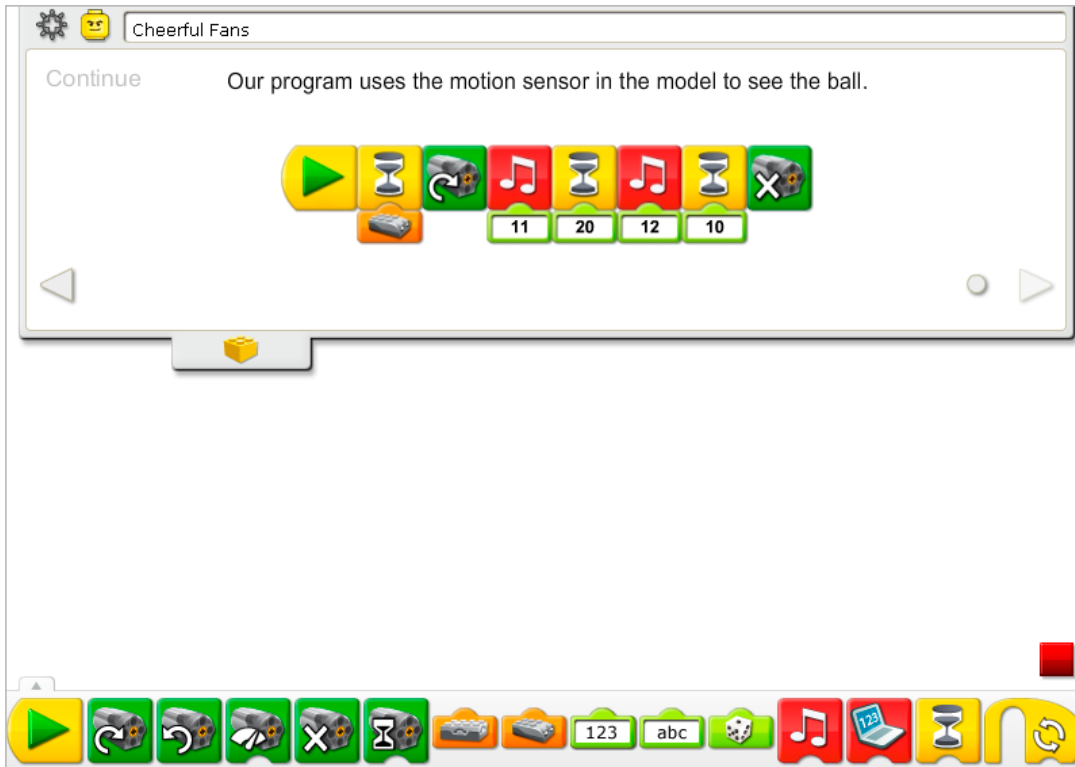 Cheerful Fans
Continue
Our program uses the motion sensor in the model to see the ball.
11 20 12 10
123 abc 123